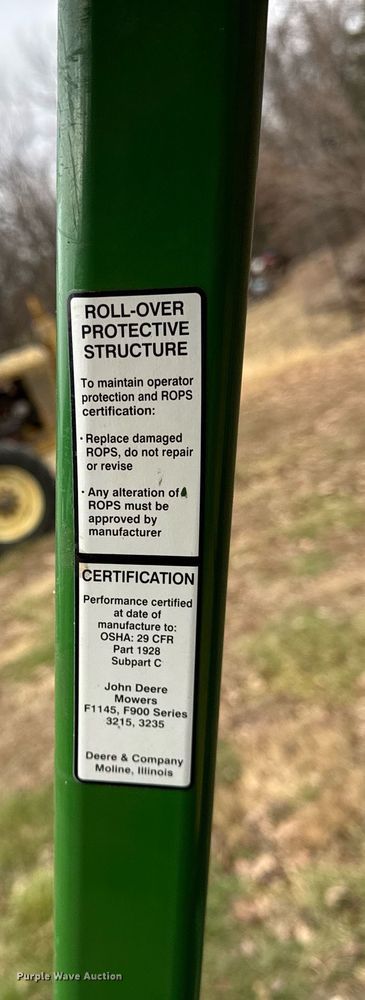 ROLL-OVER
PROTECTIVE
STRUCTURE
To maintain operator
protection and ROPS
certification:
· Replace damaged
ROPS, do not repair
or revise
· Any alteration of
ROPS must be
approved by
manufacturer
CERTIFICATION
Performance certified
at date of
manufacture to:
OSHA: 29 CFR
Part 1928
Subpart C
John Deere
Mowers
F1145, F900 Series
3215, 3235
Deere & Company
Moline, Illinois
Purple Wave Auction